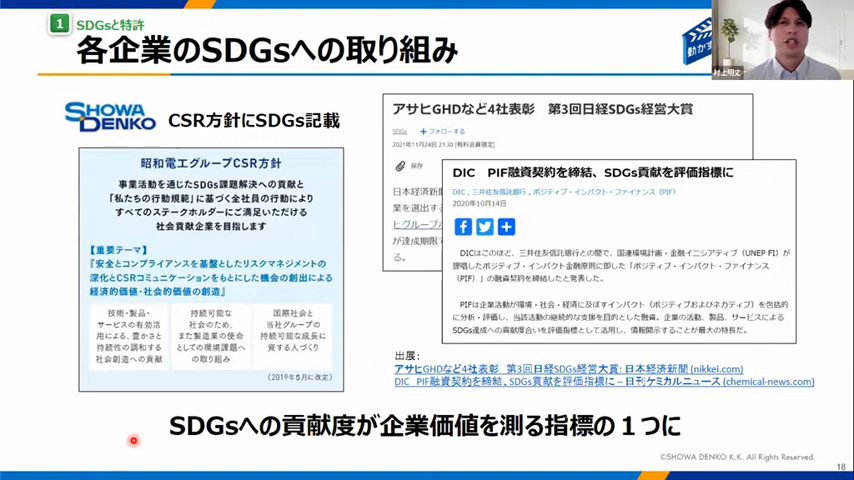 1 SDGsと特許
各企業のSDGsへの取り組み
動かす
村上明丈
SHOWA DENKO
CSR方針にSDGs記載
昭和電工グループCSR方針
事業活動を通じたSDGs課題解決への貢献と
「私たちの行動規範」に基づく全社員の行動により
すべてのステークホルダーにご満足いただける
社会貢献企業を目指します
【重要テーマ】
『安全とコンプライアンスを基盤としたリスクマネジメントの
深化とCSRコミュニケーションをもとにした機会の創出による
経済的価値・社会的価値の創造』
技術・製品・
サービスの有効活
用による、豊かさと
持続性の調和する
社会創造への貢献
持続可能な
社会のため、
また製造業の使命
としての環境課題へ
の取り組み
国際社会と
当社グループの
持続可能な成長に
資する人づくり
(2019年5月に改定)
アサヒGHDなど4社表彰 第3回日経SDGs経営大賞
SDGs +フォローする
2021年11月24日 21:30 [有料会員限定]
保存
日本経済新
業を選出する
ヒグループホ
が達成期限
る。
DIC PIF融資契約を締結、SDGs貢献を評価指標に
DIC , 三井住友信託銀行 , ポジティブ・インパクト・ファイナンス（PIF）
2020年10月14日
DICはこのほど、三井住友信託銀行との間で、国連環境計画・金融イニシアティブ（UNEP FI）が
提唱したポジティブ・インパクト金融原則に即した「ポジティブ・インパクト・ファイナンス
（PIF）」の融資契約を締結したと発表した。
PIFは企業活動が環境・社会・経済に及ぼすインパクト（ポジティブおよびネガティブ）を包括的
に分析・評価し、当該活動の継続的な支援を目的とした融資。企業の活動、製品、サービスによる
SDGs達成への貢献度合いを評価指標として活用し、情報開示することが最大の特長だ。
出展：
アサヒGHDなど4社表彰 第3回日経SDGs経営大賞: 日本経済新聞 (nikkei.com)
DIC PIF融資契約を締結、SDGs貢献を評価指標に – 日刊ケミカルニュース (chemical-news.com)
SDGsへの貢献度が企業価値を測る指標の１つに
©SHOWA DENKO K.K. All Rights Reserved.
18